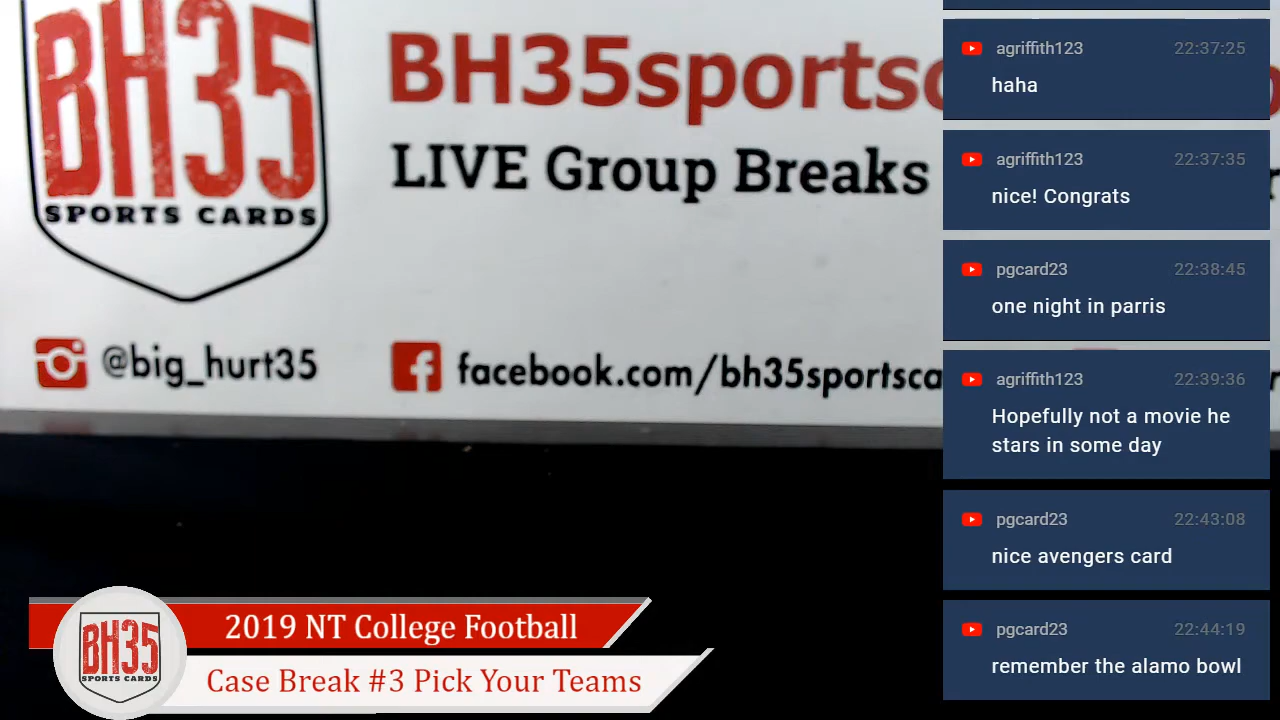 BH35
SPORTS CARDS
BH35sportsc
LIVE Group Breaks
@big_hurt35
facebook.com/bh35sportsca
agriffith123 22:37:25
haha
agriffith123 22:37:35
nice! Congrats
pgcard23 22:38:45
one night in parris
agriffith123 22:39:36
Hopefully not a movie he
stars in some day
pgcard23 22:43:08
nice avengers card
pgcard23 22:44:19
remember the alamo bowl
BH35
SPORTS CARDS
2019 NT College Football
Case Break #3 Pick Your Teams